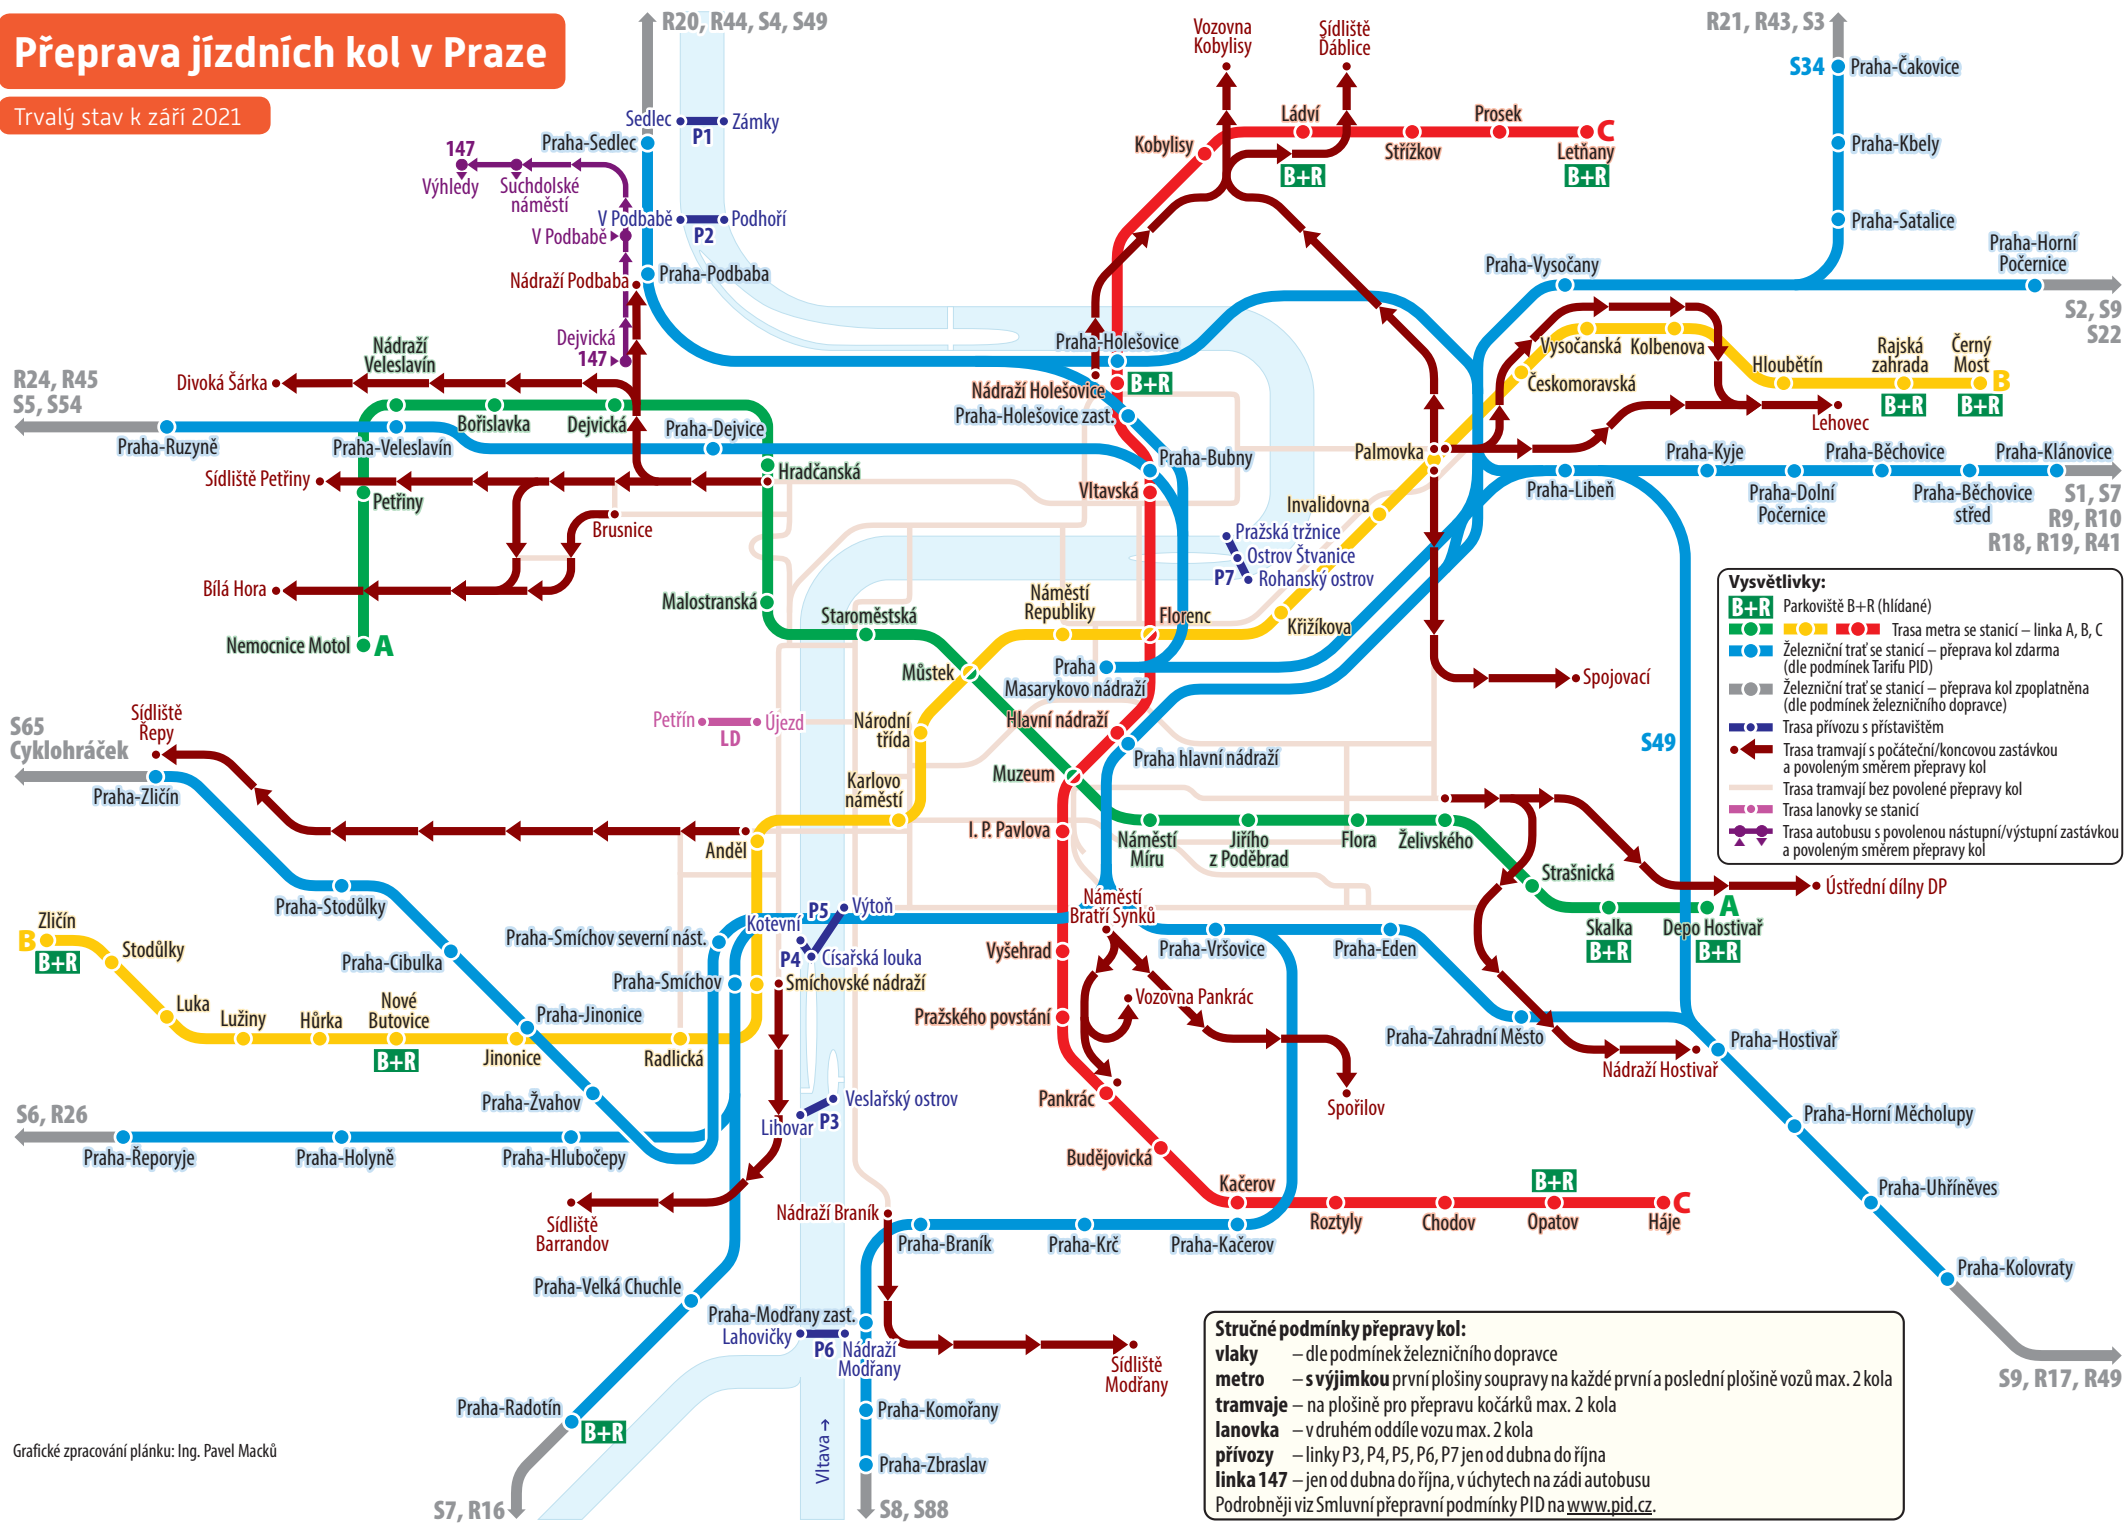 Přeprava jízdních kol v Praze
Trvalý stav k září 2021
R20, R44, S4, S49
Vozovna
Kobylisy
Sídliště
Ďáblice
R21, R43, S3
S34
Praha-Čakovice
Sedlec
Zámky
P1
Praha-Sedlec
147
Výhledy
Suchdolské
náměstí
V Podbabě
Podhoří
P2
V Podbabě
Nádraží Podbaba
Praha-Podbaba
Dejvická
147
Kobylisy
Ládví
B+R
Střížkov
Prosek
C
Letňany
B+R
Praha-Kbely
Praha-Satalice
Praha-Horní
Počernice
Praha-Vysočany
S2, S9
S22
Nádraží
Veleslavín
Divoká Šárka
R24, R45
S5, S54
Praha-Ruzyně
Praha-Veleslavín
Bořislavka
Dejvická
Praha-Dejvice
Hradčanská
Sídliště Petřiny
Petřiny
Brusnice
Bílá Hora
Nemocnice Motol
A
Malostranská
Staroměstská
Praha-Holešovice
Nádraží Holešovice
B+R
Praha-Holešovice zast.
Praha-Bubny
Vltavská
Palmovka
Invalidovna
Pražská tržnice
Ostrov Štvanice
P7
Rohanský ostrov
Křižíkova
Náměstí
Republiky
Florenc
Vysočanská
Kolbenova
Českomoravská
Hloubětín
Rajská
zahrada
B+R
Černý
Most
B
B+R
Lehovec
Praha-Libeň
Praha-Kyje
Praha-Dolní
Počernice
Praha-Běchovice
Praha-Běchovice
střed
Praha-Klánovice
S1, S7
R9, R10
R18, R19, R41
Vysvětlivky:
B+R
Parkoviště B+R (hlídané)
Trasa metra se stanicí – linka A, B, C
Železniční trať se stanicí – přeprava kol zdarma
(dle podmínek Tarifu PID)
Železniční trať se stanicí – přeprava kol zpoplatněna
(dle podmínek železničního dopravce)
Trasa přívozu s přístavištěm
Trasa tramvají s počáteční/koncovou zastávkou
a povoleným směrem přepravy kol
Trasa tramvají bez povolené přepravy kol
Trasa lanovky se stanicí
Trasa autobusu s povolenou nástupní/výstupní zastávkou
a povoleným směrem přepravy kol
Můstek
Praha
Masarykovo nádraží
Petřín
Újezd
LD
Národní
třída
Hlavní nádraží
Praha hlavní nádraží
Muzeum
Spojovací
S49
Sídliště
Řepy
S65
Cyklohráček
Praha-Zličín
Karlovo
náměstí
Anděl
I. P. Pavlova
Náměstí
Míru
Jiřího
z Poděbrad
Flora
Želivského
Strašnická
Ústřední dílny DP
Skalka
B+R
Depo Hostivař
A
B+R
Praha-Stodůlky
Zličín
B
B+R
Stodůlky
Praha-Cibulka
Praha-Smíchov severní nást.
Kotevní
P5
Výtoň
P4
Císařská louka
Praha-Smíchov
Smíchovské nádraží
Náměstí
Bratří Synků
Vyšehrad
Praha-Vršovice
Praha-Eden
Vozovna Pankrác
Pražského povstání
Luka
Lužiny
Hůrka
Nové
Butovice
B+R
Praha-Jinonice
Jinonice
Radlická
Praha-Zahradní Město
Praha-Hostivař
Nádraží Hostivař
Spořilov
Praha-Žvahov
Pankrác
Veslařský ostrov
Lihovar
P3
Praha-Horní Měcholupy
S6, R26
Praha-Řeporyje
Praha-Holyně
Praha-Hlubočepy
Budějovická
Kačerov
Roztyly
Chodov
B+R
Opatov
Háje
C
Praha-Uhříněves
Sídliště
Barrandov
Nádraží Braník
Praha-Braník
Praha-Krč
Praha-Kačerov
Praha-Kolovraty
Praha-Velká Chuchle
Praha-Modřany zast.
Lahovičky
P6
Nádraží
Modřany
Sídliště
Modřany
S9, R17, R49
Praha-Radotín
B+R
Praha-Komořany
Praha-Zbraslav
Vltava →
S7, R16
S8, S88
Grafické zpracování plánku: Ing. Pavel Macků
Stručné podmínky přepravy kol:
vlaky – dle podmínek železničního dopravce
metro – s výjimkou první plošiny soupravy na každé první a poslední plošině vozů max. 2 kola
tramvaje – na plošině pro přepravu kočárků max. 2 kola
lanovka – v druhém oddíle vozu max. 2 kola
přívozy – linky P3, P4, P5, P6, P7 jen od dubna do října
linka 147 – jen od dubna do října, v úchytech na zádi autobusu
Podrobněji viz Smluvní přepravní podmínky PID na www.pid.cz.